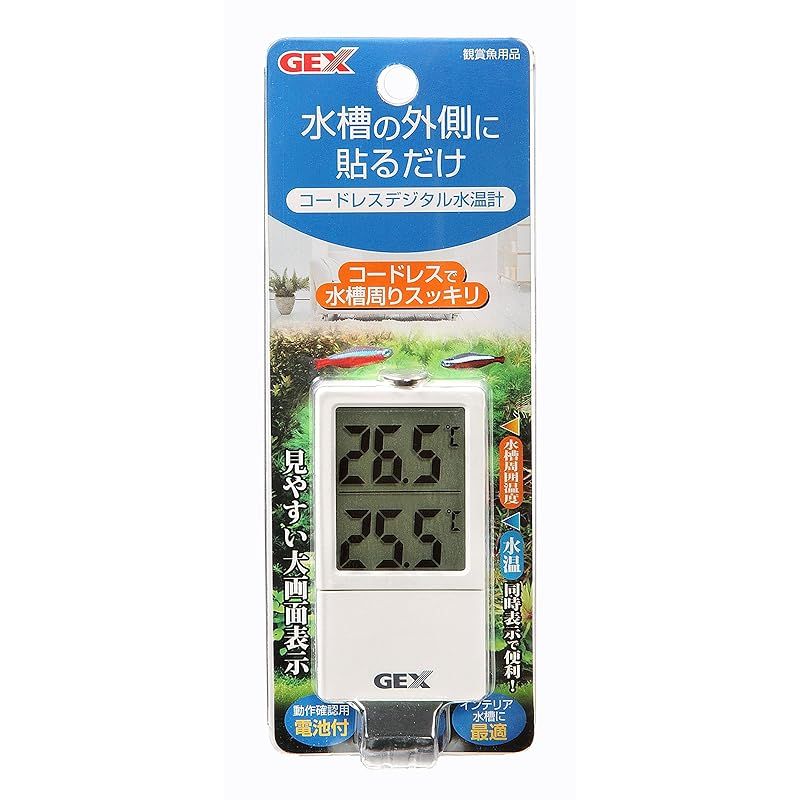 GEX
観賞魚用品
水槽の外側に
貼るだけ
コードレスデジタル水温計
コードレスで
水槽周りスッキリ
26.5℃
25.5℃
水槽周囲温度
水温
同時表示で便利!
見やすい大画面表示
GEX
動作確認用
電池付
インテリア
水槽に
最適